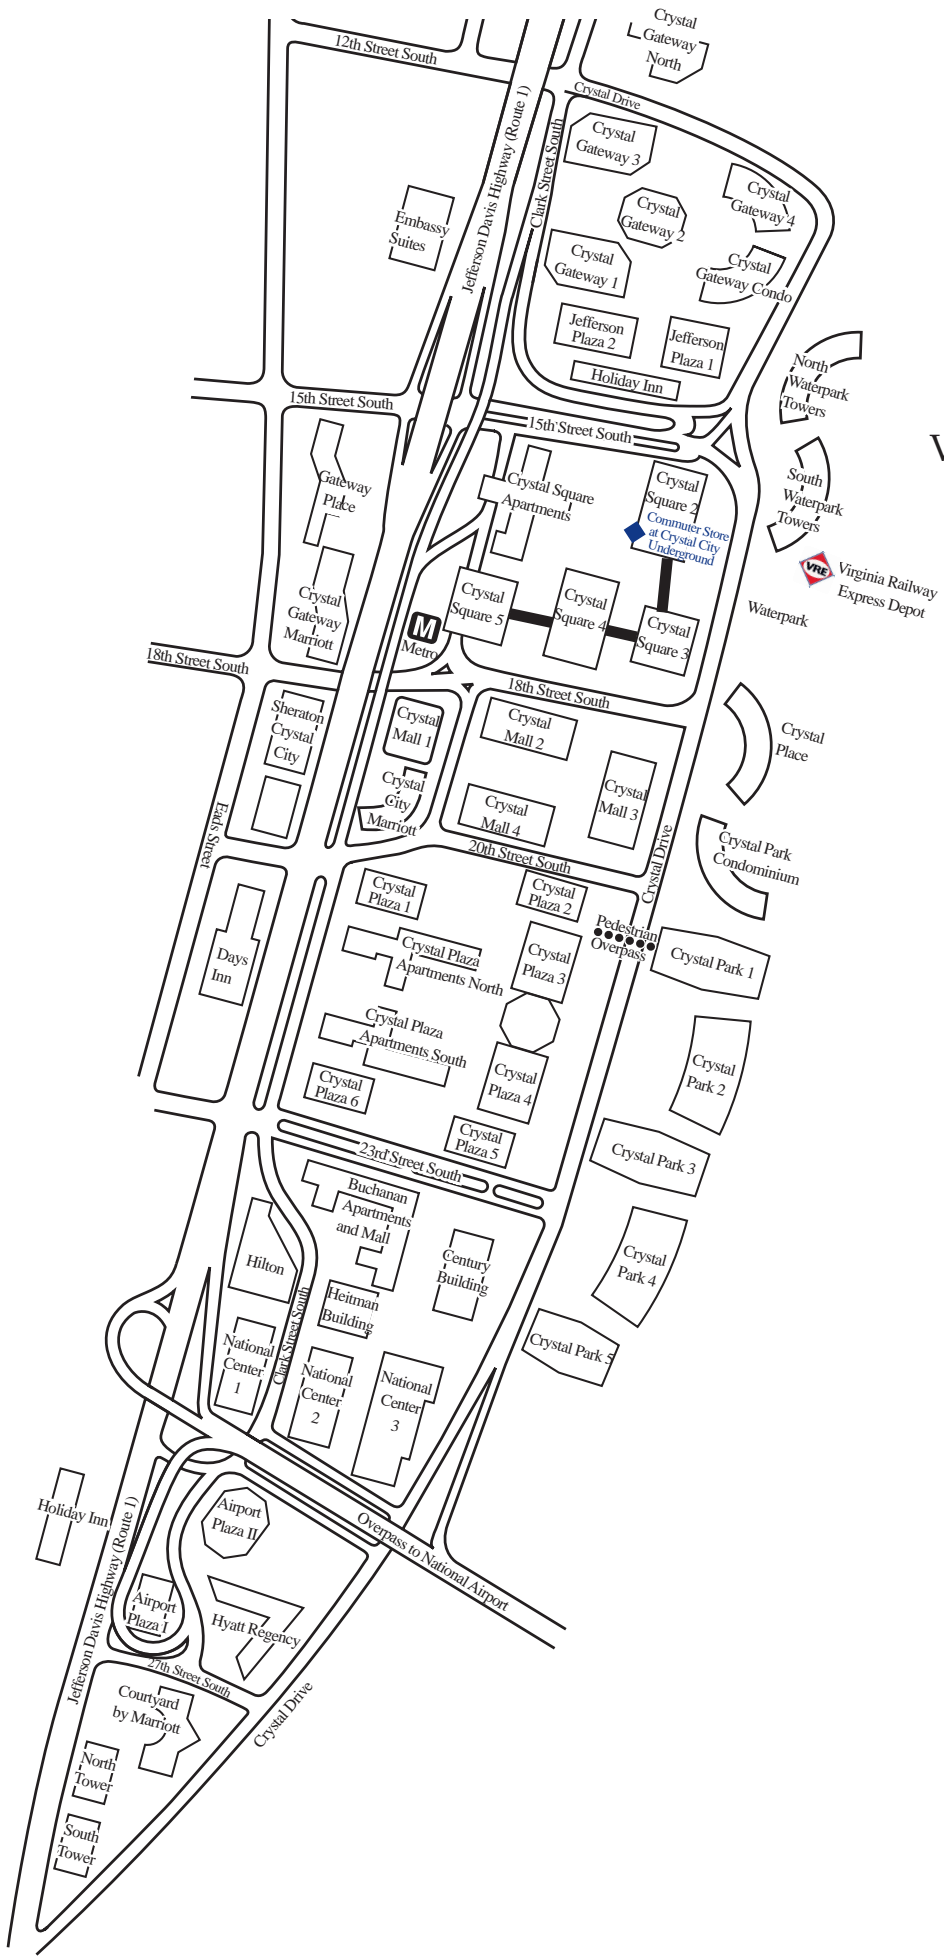 Crystal
Gateway
North
12th Street South
Crystal Drive
Jefferson Davis Highway (Route 1)
Clark Street South
Crystal
Gateway 3
Crystal
Gateway 4
Crystal
Gateway 2
Embassy
Suites
Crystal
Gateway 1
Crystal
Gateway Condo
Jefferson
Plaza 2
Jefferson
Plaza 1
Holiday Inn
North
Waterpark
Towers
15th Street South
15th Street South
Gateway
Place
Crystal Square
Apartments
Crystal
Square 2
South
Waterpark
Towers
Commuter Store
at Crystal City
Underground
VRE
Virginia Railway
Express Depot
Crystal
Gateway
Marriott
Crystal
Square 5
Crystal
Square 4
Crystal
Square 3
Waterpark
M
Metro
18th Street South
18th Street South
Sheraton
Crystal
City
Crystal
Mall 1
Crystal
Mall 2
Crystal
Place
Crystal
City
Marriott
Crystal
Mall 4
Crystal
Mall 3
Eads Street
20th Street South
Crystal Drive
Crystal Park
Condominium
Crystal
Plaza 1
Crystal
Plaza 2
Pedestrian
Overpass
Days
Inn
Crystal Plaza
Apartments North
Crystal
Plaza 3
Crystal Park 1
Crystal Plaza
Apartments South
Crystal
Plaza 6
Crystal
Plaza 4
Crystal
Park 2
Crystal
Plaza 5
Crystal Park 3
23rd Street South
Buchanan
Apartments
and Mall
Hilton
Century
Building
Crystal
Park 4
Heitman
Building
Clark Street South
National
Center
1
National
Center
2
National
Center
3
Crystal Park 5
Holiday Inn
Airport
Plaza II
Overpass to National Airport
Jefferson Davis Highway (Route 1)
Airport
Plaza I
Hyatt Regency
27th Street South
Crystal Drive
Courtyard
by Marriott
North
Tower
South
Tower